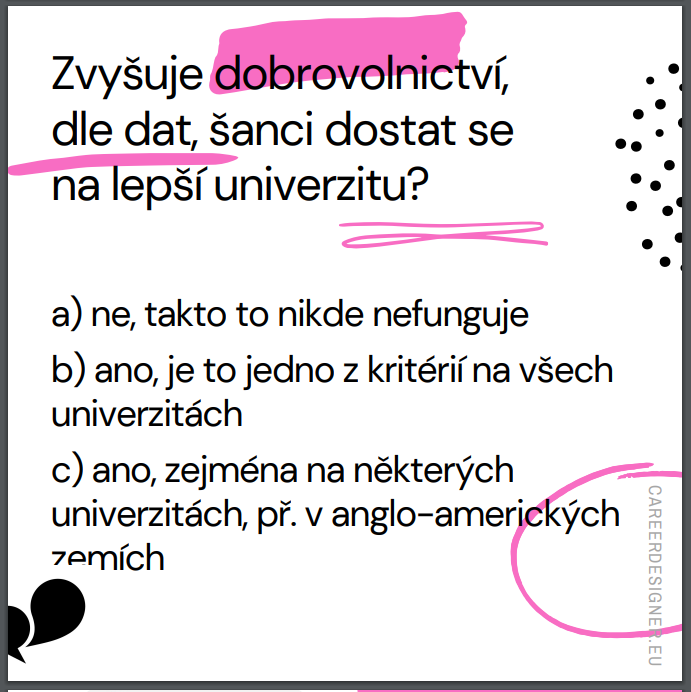 Zvyšuje dobrovolnictví,
dle dat, šanci dostat se
na lepší univerzitu?
a) ne, takto to nikde nefunguje
b) ano, je to jedno z kritérií na všech
univerzitách
c) ano, zejména na některých
univerzitách, př. v anglo-amerických
zemích
CAREERDESIGNER.EU